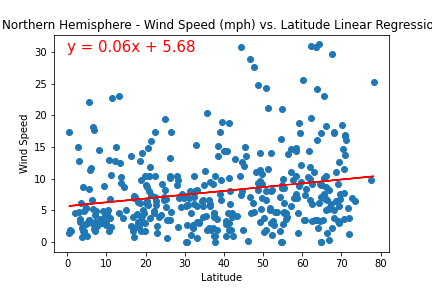 Northern Hemisphere - Wind Speed (mph) vs. Latitude Linear Regressio
y = 0.06x + 5.68
30
25
20
15
10
5
0
Wind Speed
0 10 20 30 40 50 60 70 80
Latitude